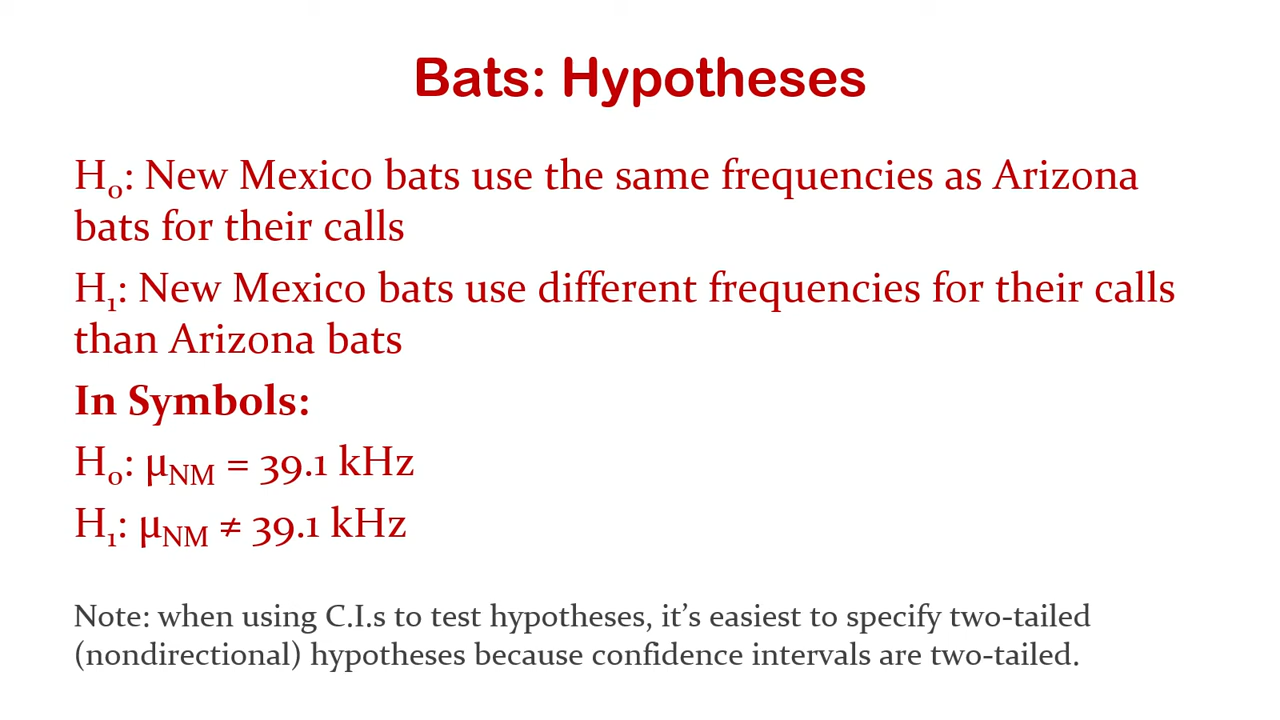 Bats: Hypotheses
H₀: New Mexico bats use the same frequencies as Arizona
bats for their calls
H₁: New Mexico bats use different frequencies for their calls
than Arizona bats
In Symbols:
H₀: μNM = 39.1 kHz
H₁: μNM ≠ 39.1 kHz
Note: when using C.I.s to test hypotheses, it’s easiest to specify two-tailed
(nondirectional) hypotheses because confidence intervals are two-tailed.